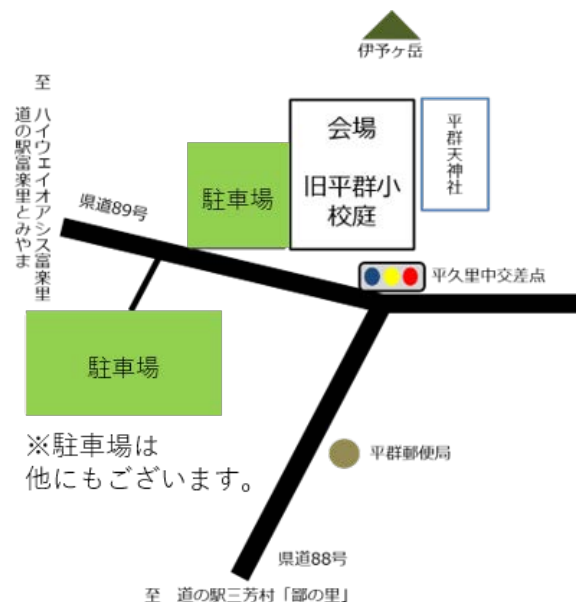 伊予ヶ岳
至 ハイウェイオアシス富楽里
道の駅富楽里とみやま
会場
旧平群小
校庭
平群天神社
駐車場
県道89号
平久里中交差点
駐車場
※駐車場は
他にもございます。
平群郵便局
県道88号
至 道の駅三芳村「鄙の里」